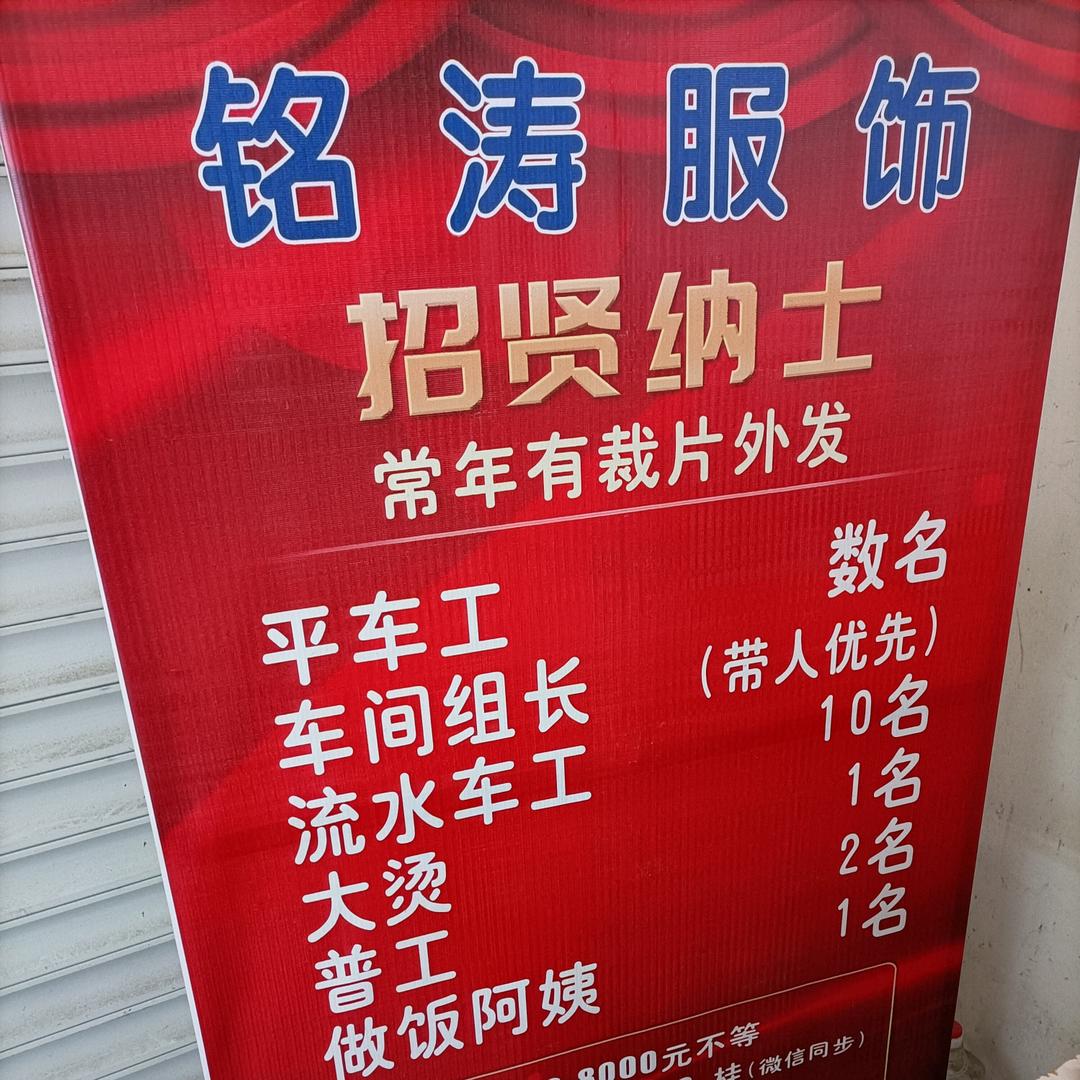 铭涛服饰
招贤纳士
常年有裁片外发
平车工 数名
车间组长 (带人优先)
流水车工 10名
大烫 1名
普工 2名
做饭阿姨 1名
8000元不等
桂(微信同步)